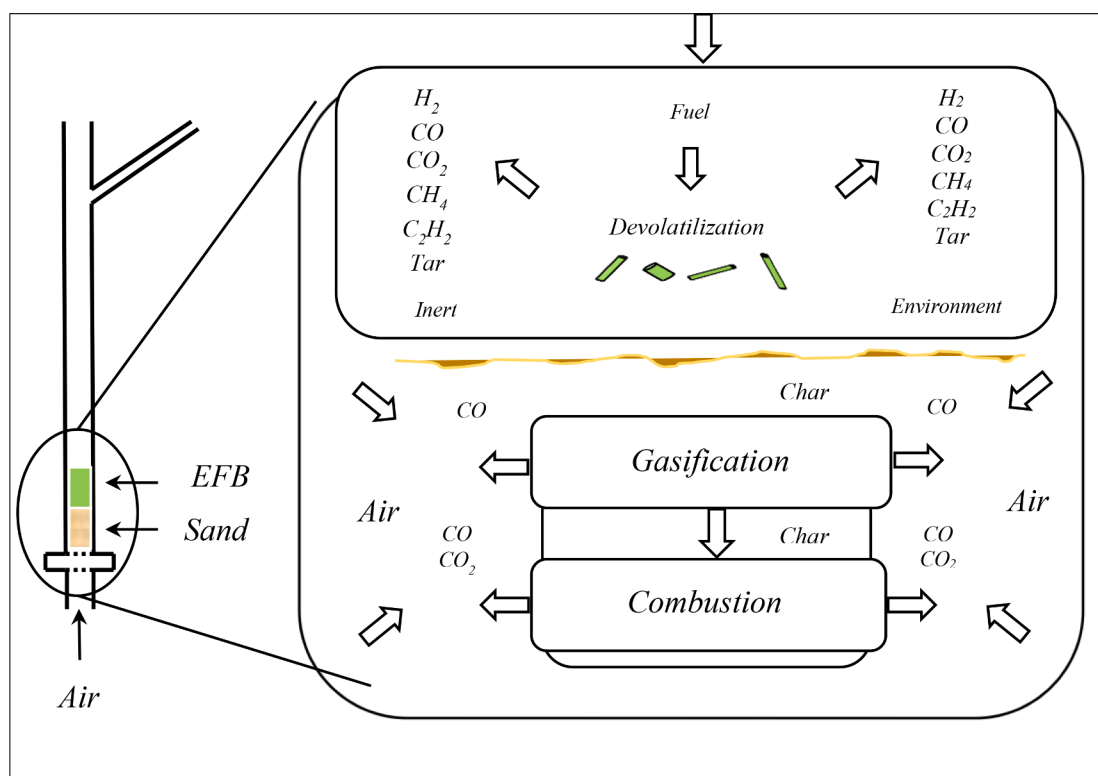 H₂
CO
CO₂
CH₄
C₂H₂
Tar
Inert
Fuel
Devolatilization
H₂
CO
CO₂
CH₄
C₂H₂
Tar
Environment
Char
CO
CO
Gasification
Air
Air
Char
CO
CO₂
CO
CO₂
Combustion
EFB
Sand
Air